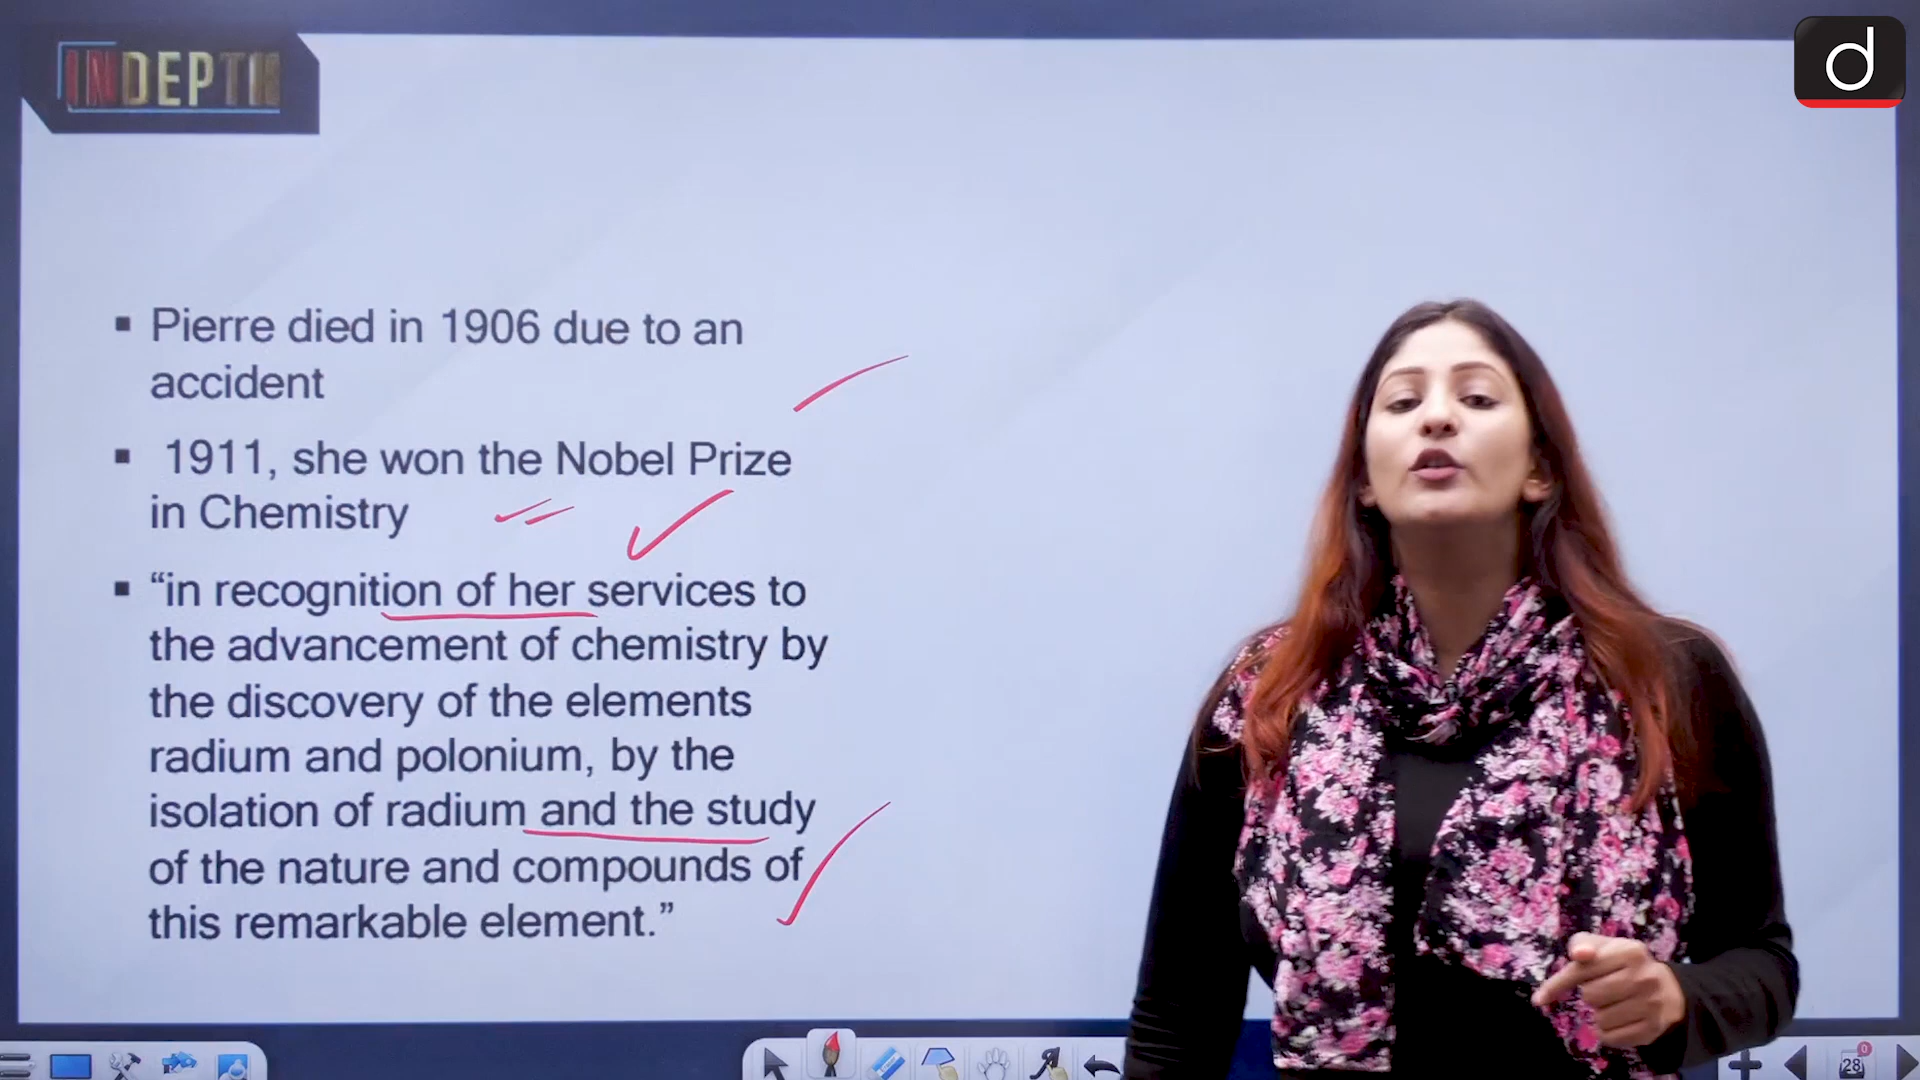 INDEPTH
d
▪ Pierre died in 1906 due to an
accident
▪ 1911, she won the Nobel Prize
in Chemistry
▪ “in recognition of her services to
the advancement of chemistry by
the discovery of the elements
radium and polonium, by the
isolation of radium and the study
of the nature and compounds of
this remarkable element.”
28
0